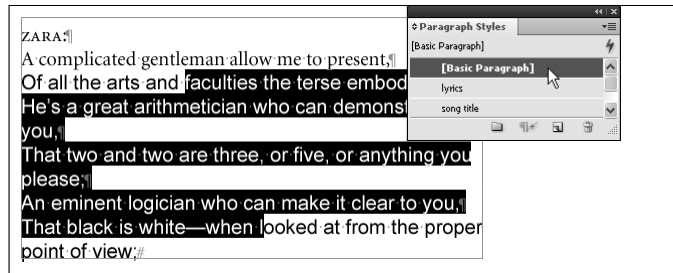 ZARA:¶
A complicated gentleman allow me to present,¶
Of all the arts and faculties the terse embod
He's a great arithmetician who can demonst
you,¶
That two and two are three, or five, or anything you
please;¶
An eminent logician who can make it clear to you,¶
That black is white—when looked at from the proper
point of view;#
Paragraph Styles
[Basic Paragraph]
[Basic Paragraph]
lyrics
song title